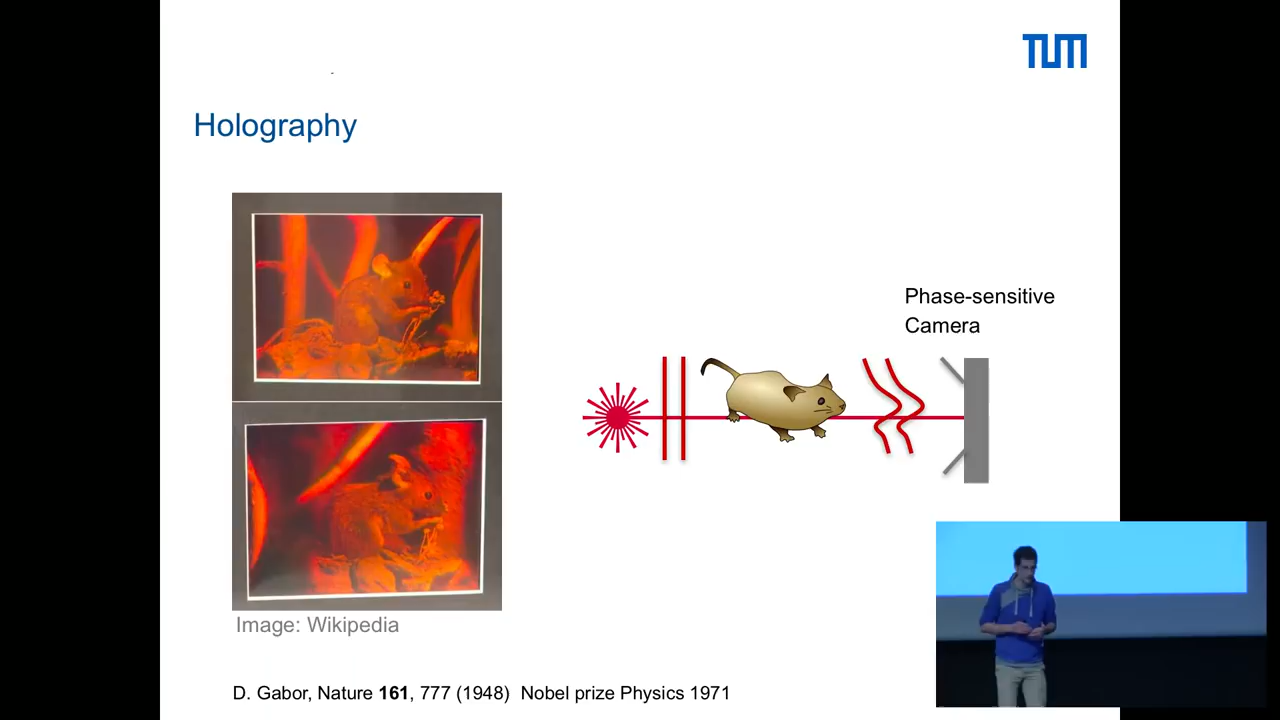 TUM
Holography
Phase-sensitive
Camera
Image: Wikipedia
D. Gabor, Nature 161, 777 (1948) Nobel prize Physics 1971